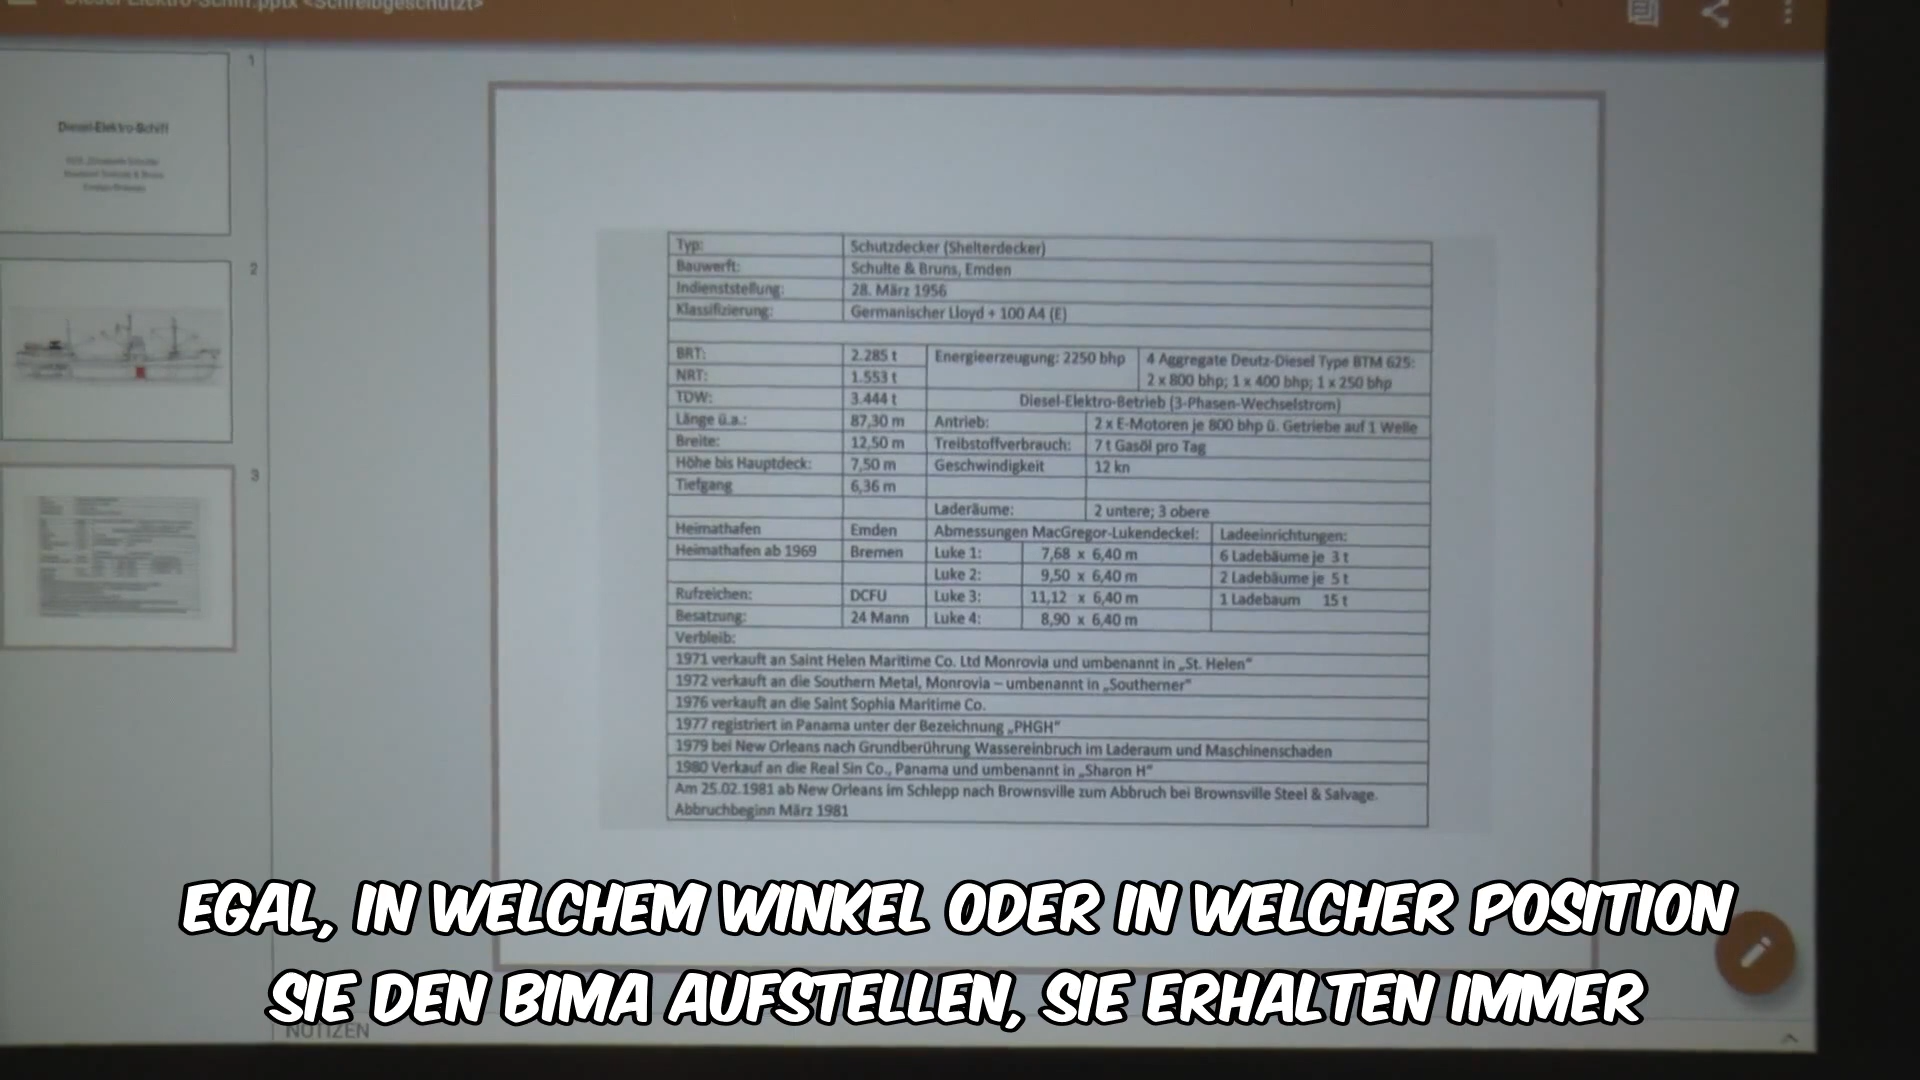 Diesel-Elektro-Schiff.pptx <Schreibgeschützt>
1
Diesel-Elektro-Schiff
2
3
Typ: Schutzdecker (Shelterdecker)
Bauwerft: Schulte & Bruns, Emden
Indienststellung: 28. März 1956
Klassifizierung: Germanischer Lloyd + 100 A4 (E)
BRT: 2.285 t Energieerzeugung: 2250 bhp 4 Aggregate Deutz-Diesel Type BTM 625:
NRT: 1.553 t 2 x 800 bhp; 1 x 400 bhp; 1 x 250 bhp
TDW: 3.444 t Diesel-Elektro-Betrieb (3-Phasen-Wechselstrom)
Länge ü.a.: 87,30 m Antrieb: 2 x E-Motoren je 800 bhp ü. Getriebe auf 1 Welle
Breite: 12,50 m Treibstoffverbrauch: 7 t Gasöl pro Tag
Höhe bis Hauptdeck: 7,50 m Geschwindigkeit 12 kn
Tiefgang 6,36 m
Laderäume: 2 untere; 3 obere
Heimathafen Emden Abmessungen MacGregor-Lukendeckel: Ladeeinrichtungen:
Heimathafen ab 1969 Bremen Luke 1: 7,68 x 6,40 m 6 Ladebäume je 3 t
Luke 2: 9,50 x 6,40 m 2 Ladebäume je 5 t
Rufzeichen: DCFU Luke 3: 11,12 x 6,40 m 1 Ladebaum 15 t
Besatzung: 24 Mann Luke 4: 8,90 x 6,40 m
Verbleib:
1971 verkauft an Saint Helen Maritime Co. Ltd Monrovia und umbenannt in „St. Helen“
1972 verkauft an die Southern Metal, Monrovia – umbenannt in „Southerner“
1976 verkauft an die Saint Sophia Maritime Co.
1977 registriert in Panama unter der Bezeichnung „PHGH“
1979 bei New Orleans nach Grundberührung Wassereinbruch im Laderaum und Maschinenschaden
1980 Verkauf an die Real Sin Co., Panama und umbenannt in „Sharon H“
Am 25.02.1981 ab New Orleans im Schlepp nach Brownsville zum Abbruch bei Brownsville Steel & Salvage.
Abbruchbeginn März 1981
EGAL, IN WELCHEM WINKEL ODER IN WELCHER POSITION
SIE DEN BIMA AUFSTELLEN, SIE ERHALTEN IMMER
NOTIZEN